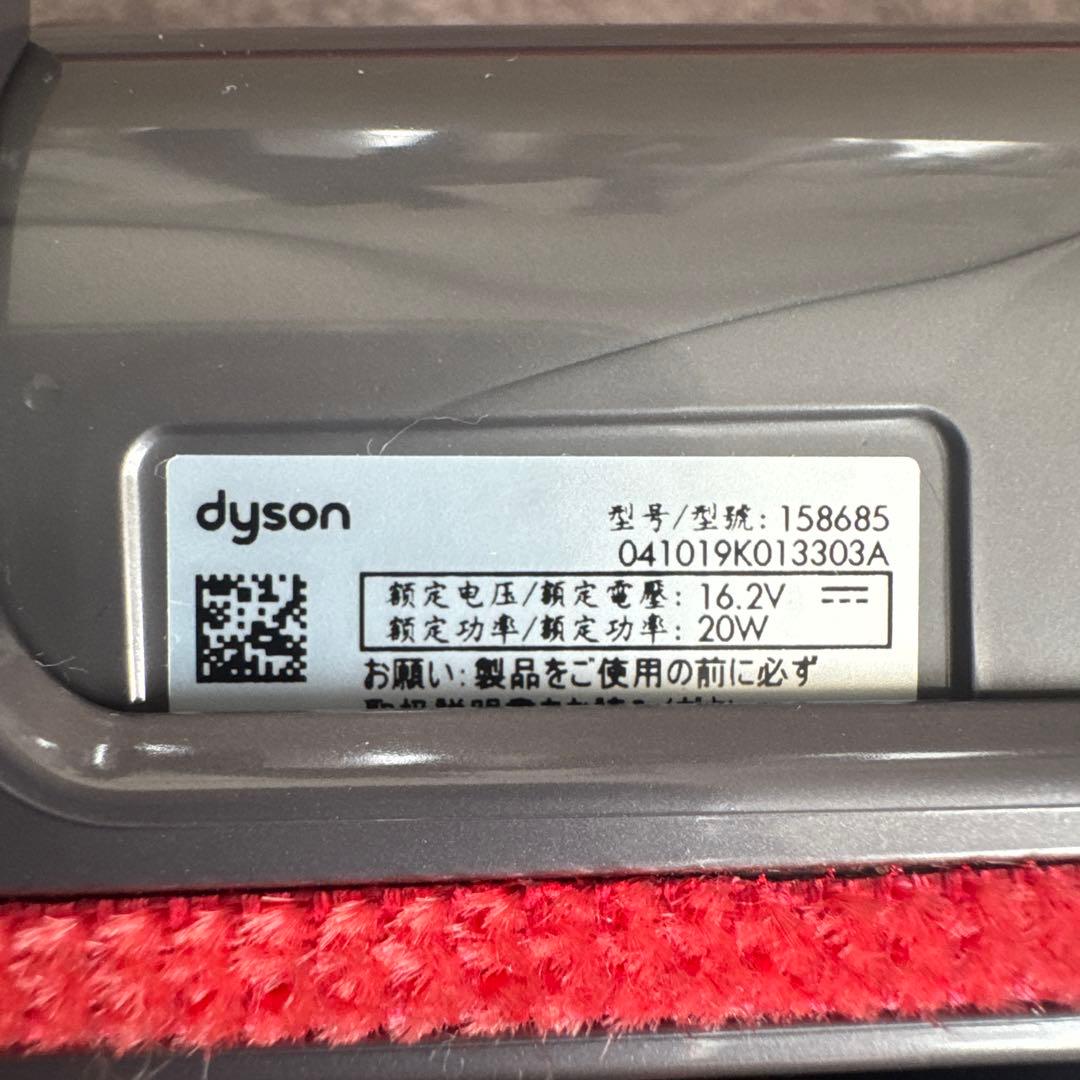 dyson
型号/型號: 158685
041019K013303A
额定电压/額定電壓: 16.2V
额定功率/額定功率: 20W
お願い:製品をご使用の前に必ず